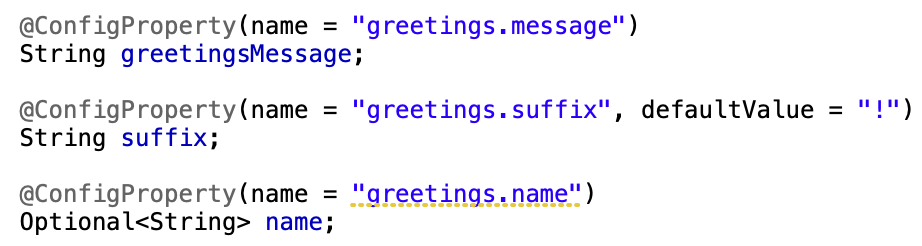 @ConfigProperty(name = "greetings.message")
String greetingsMessage;
@ConfigProperty(name = "greetings.suffix", defaultValue = "!")
String suffix;
@ConfigProperty(name = "greetings.name")
Optional<String> name;